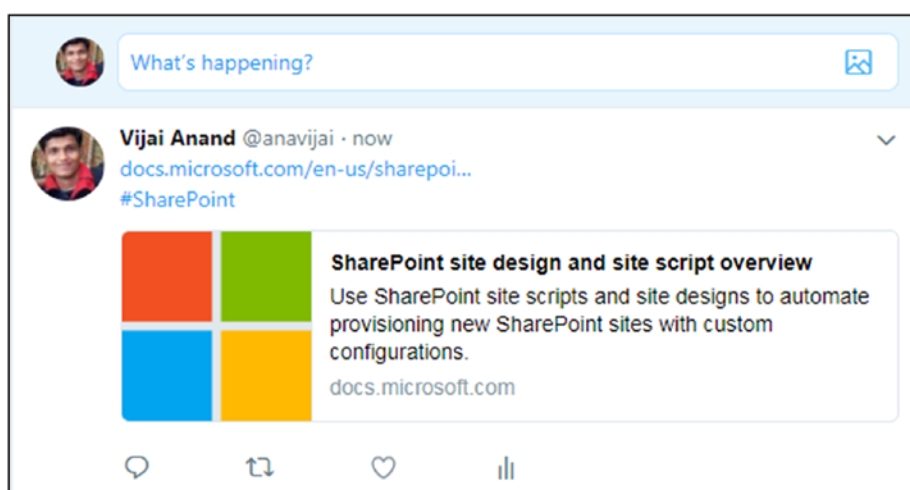 What's happening?
Vijai Anand @anavijai · now
docs.microsoft.com/en-us/sharepoi...
#SharePoint
SharePoint site design and site script overview
Use SharePoint site scripts and site designs to automate
provisioning new SharePoint sites with custom
configurations.
docs.microsoft.com